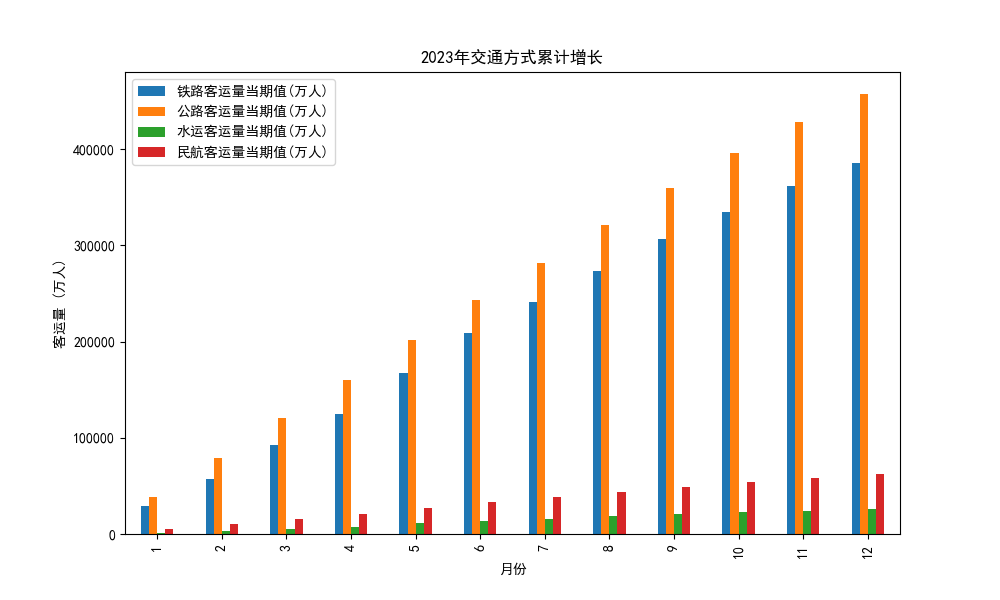 2023年交通方式累计增长
铁路客运量当期值(万人)
公路客运量当期值(万人)
水运客运量当期值(万人)
民航客运量当期值(万人)
客运量 (万人)
400000
300000
200000
100000
0
1 2 3 4 5 6 7 8 9 10 11 12
月份